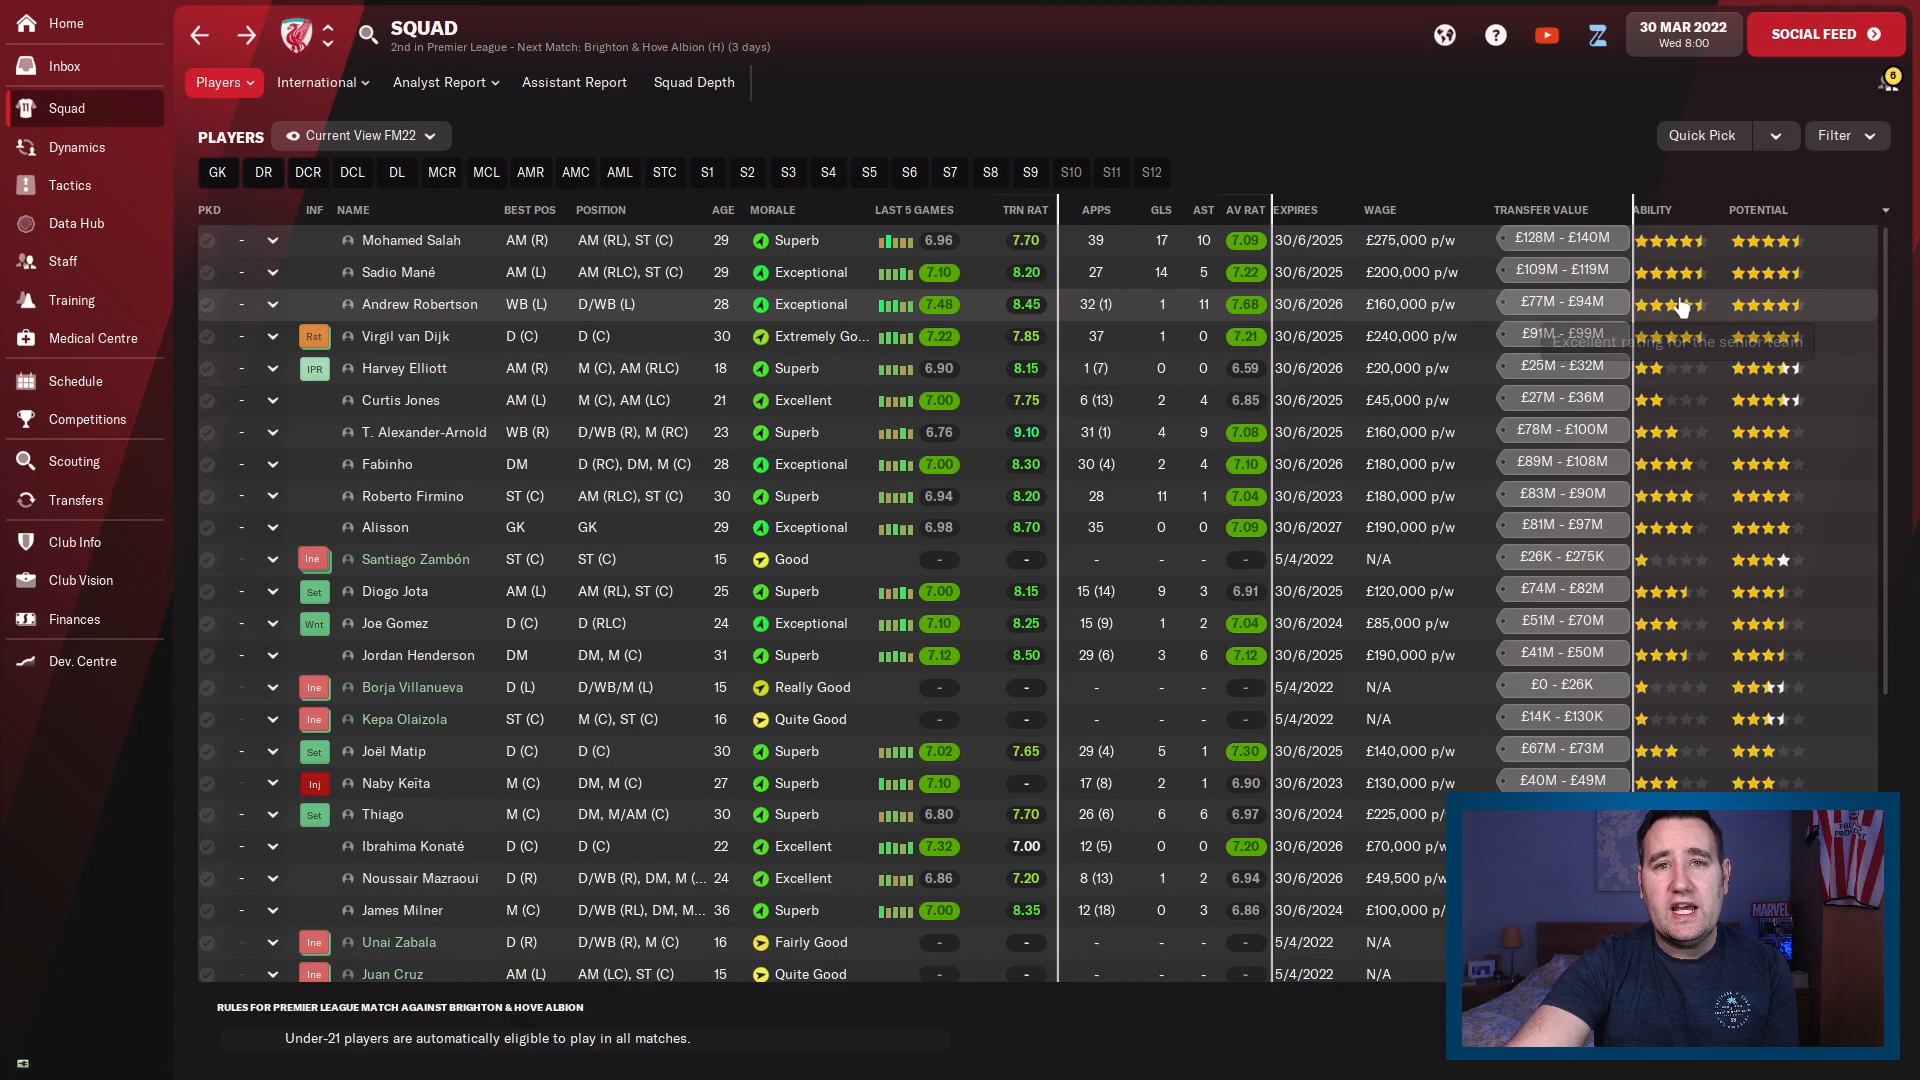 Home
Inbox
Squad
Dynamics
Tactics
Data Hub
Staff
Training
Medical Centre
Schedule
Competitions
Scouting
Transfers
Club Info
Club Vision
Finances
Dev. Centre
SQUAD
2nd in Premier League - Next Match: Brighton & Hove Albion (H) (3 days)
30 MAR 2022
Wed 8:00
SOCIAL FEED
Players International Analyst Report Assistant Report Squad Depth
6
PLAYERS Current View FM22 Quick Pick Filter
GK DR DCR DCL DL MCR MCL AMR AMC AML STC S1 S2 S3 S4 S5 S6 S7 S8 S9 S10 S11 S12
PKD INF NAME BEST POS POSITION AGE MORALE LAST 5 GAMES TRN RAT APPS GLS AST AV RAT EXPIRES WAGE TRANSFER VALUE ABILITY POTENTIAL
- Mohamed Salah AM (R) AM (RL), ST (C) 29 Superb 6.96 7.70 39 17 10 7.09 30/6/2025 £275,000 p/w £128M - £140M
- Sadio Mané AM (L) AM (RLC), ST (C) 29 Exceptional 7.10 8.20 27 14 5 7.22 30/6/2025 £200,000 p/w £109M - £119M
- Andrew Robertson WB (L) D/WB (L) 28 Exceptional 7.48 8.45 32 (1) 1 11 7.68 30/6/2026 £160,000 p/w £77M - £94M
- Rst Virgil van Dijk D (C) D (C) 30 Extremely Go... 7.22 7.85 37 1 0 7.21 30/6/2025 £240,000 p/w £91M - £99M
Excellent rating for the senior team
- IPR Harvey Elliott AM (R) M (C), AM (RLC) 18 Superb 6.90 8.15 1 (7) 0 0 6.59 30/6/2026 £20,000 p/w £25M - £32M
- Curtis Jones AM (L) M (C), AM (LC) 21 Excellent 7.00 7.75 6 (13) 2 4 6.85 30/6/2025 £45,000 p/w £27M - £36M
- T. Alexander-Arnold WB (R) D/WB (R), M (RC) 23 Superb 6.76 9.10 31 (1) 4 9 7.08 30/6/2025 £160,000 p/w £78M - £100M
- Fabinho DM D (RC), DM, M (C) 28 Exceptional 7.00 8.30 30 (4) 2 4 7.10 30/6/2026 £180,000 p/w £89M - £108M
- Roberto Firmino ST (C) AM (RLC), ST (C) 30 Superb 6.94 8.20 28 11 1 7.04 30/6/2023 £180,000 p/w £83M - £90M
- Alisson GK GK 29 Exceptional 6.98 8.70 35 0 0 7.09 30/6/2027 £190,000 p/w £81M - £97M
- Ine Santiago Zambón ST (C) ST (C) 15 Good - - - - - - 5/4/2022 N/A £26K - £275K
- Set Diogo Jota AM (L) AM (RL), ST (C) 25 Superb 7.00 8.15 15 (14) 9 3 6.91 30/6/2025 £120,000 p/w £74M - £82M
- Wnt Joe Gomez D (C) D (RLC) 24 Exceptional 7.10 8.25 15 (9) 1 2 7.04 30/6/2024 £85,000 p/w £51M - £70M
- Jordan Henderson DM DM, M (C) 31 Superb 7.12 8.50 29 (6) 3 6 7.12 30/6/2025 £190,000 p/w £41M - £50M
- Ine Borja Villanueva D (L) D/WB/M (L) 15 Really Good - - - - - - 5/4/2022 N/A £0 - £26K
- Ine Kepa Olaizola ST (C) M (C), ST (C) 16 Quite Good - - - - - - 5/4/2022 N/A £14K - £130K
- Set Joël Matip D (C) D (C) 30 Superb 7.02 7.65 29 (4) 5 1 7.30 30/6/2025 £140,000 p/w £67M - £73M
- Inj Naby Keïta M (C) DM, M (C) 27 Superb 7.10 - 17 (8) 2 1 6.90 30/6/2023 £130,000 p/w £40M - £49M
- Set Thiago M (C) DM, M/AM (C) 30 Superb 6.80 7.70 26 (6) 6 6 6.97 30/6/2024 £225,000 p/
- Ibrahima Konaté D (C) D (C) 22 Excellent 7.32 7.00 12 (5) 0 0 7.20 30/6/2026 £70,000 p/w
- Noussair Mazraoui D (R) D/WB (R), DM, M (... 24 Excellent 6.86 7.20 8 (13) 1 2 6.94 30/6/2026 £49,500 p/w
- James Milner M (C) D/WB (RL), DM, M... 36 Superb 7.00 8.35 12 (18) 0 3 6.86 30/6/2024 £100,000 p/
- Ine Unai Zabala D (R) D/WB (R), M (C) 16 Fairly Good - - - - - - 5/4/2022 N/A
- Ine Juan Cruz AM (L) AM (LC), ST (C) 15 Quite Good - - - - - - 5/4/2022 N/A
MARVEL
RULES FOR PREMIER LEAGUE MATCH AGAINST BRIGHTON & HOVE ALBION
Under-21 players are automatically eligible to play in all matches.